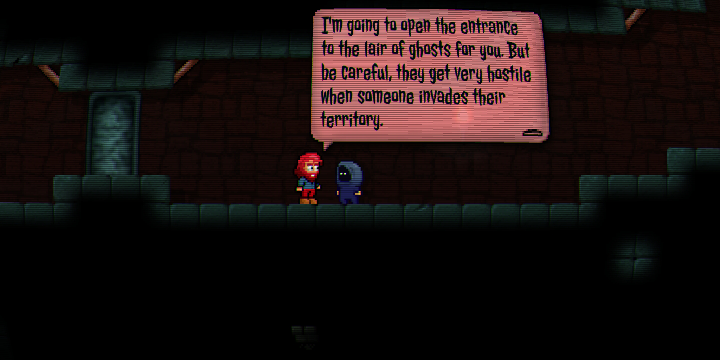 I'm going to open the entrance
to the lair of ghosts for you. But
be careful, they get very hostile
when someone invades their
territory.